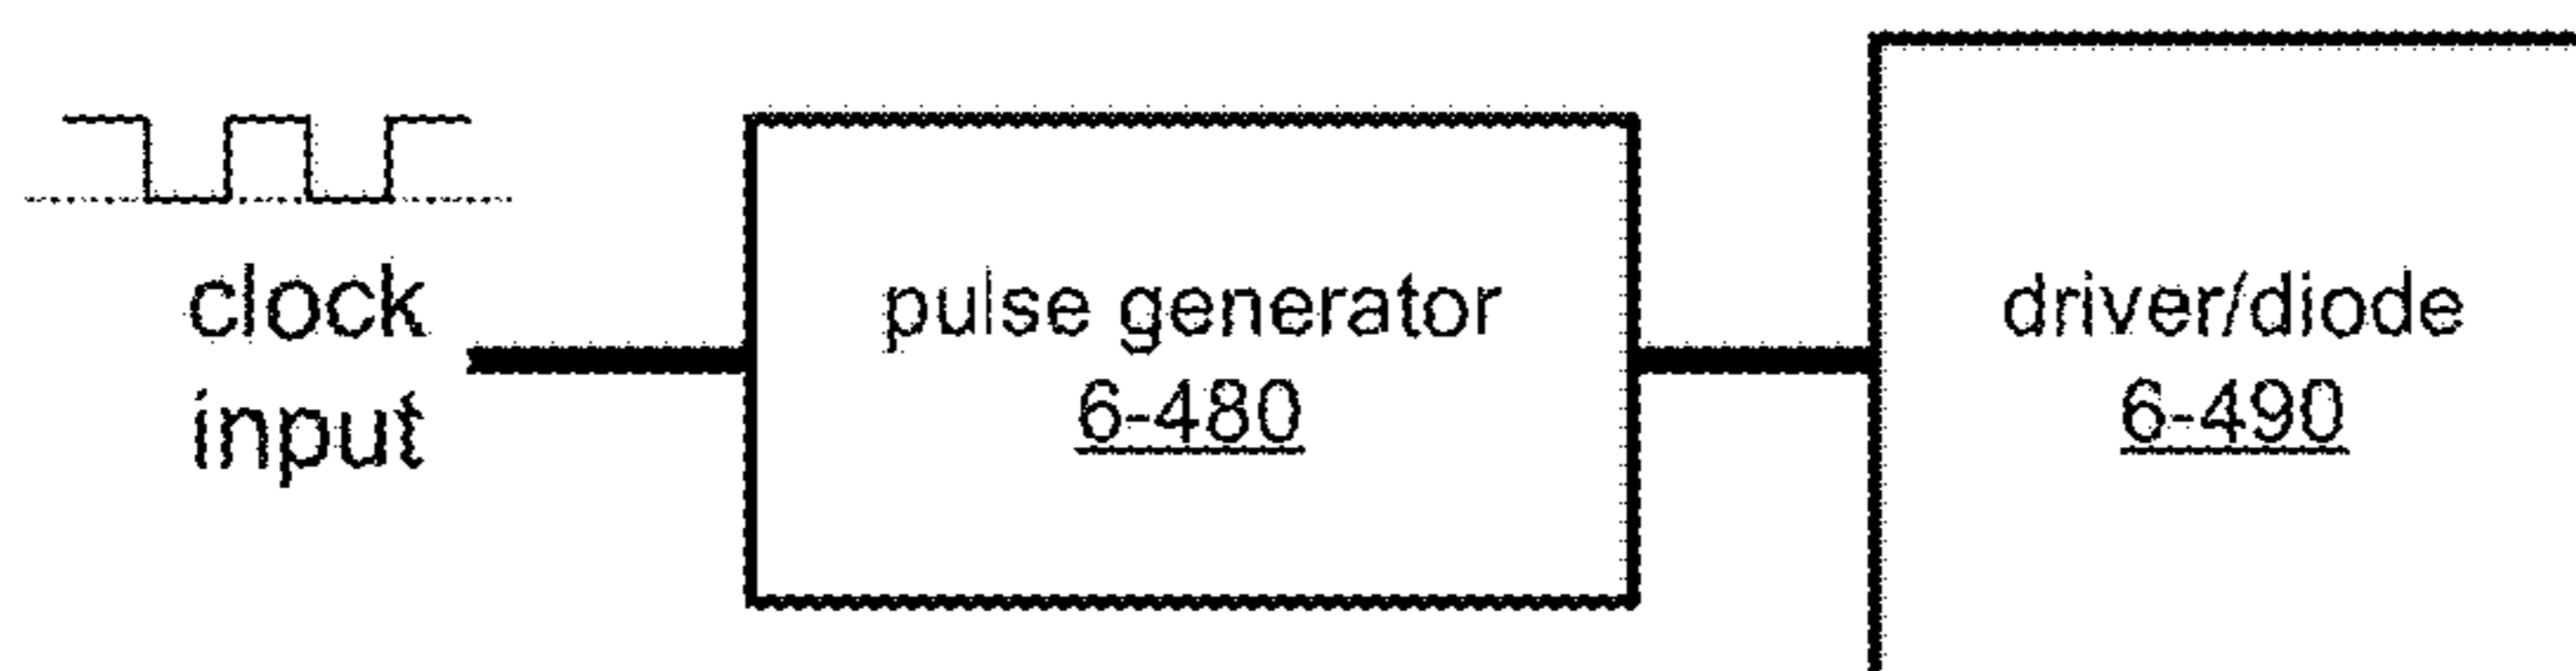 clock
input
pulse generator
6-480
driver/diode
6-490